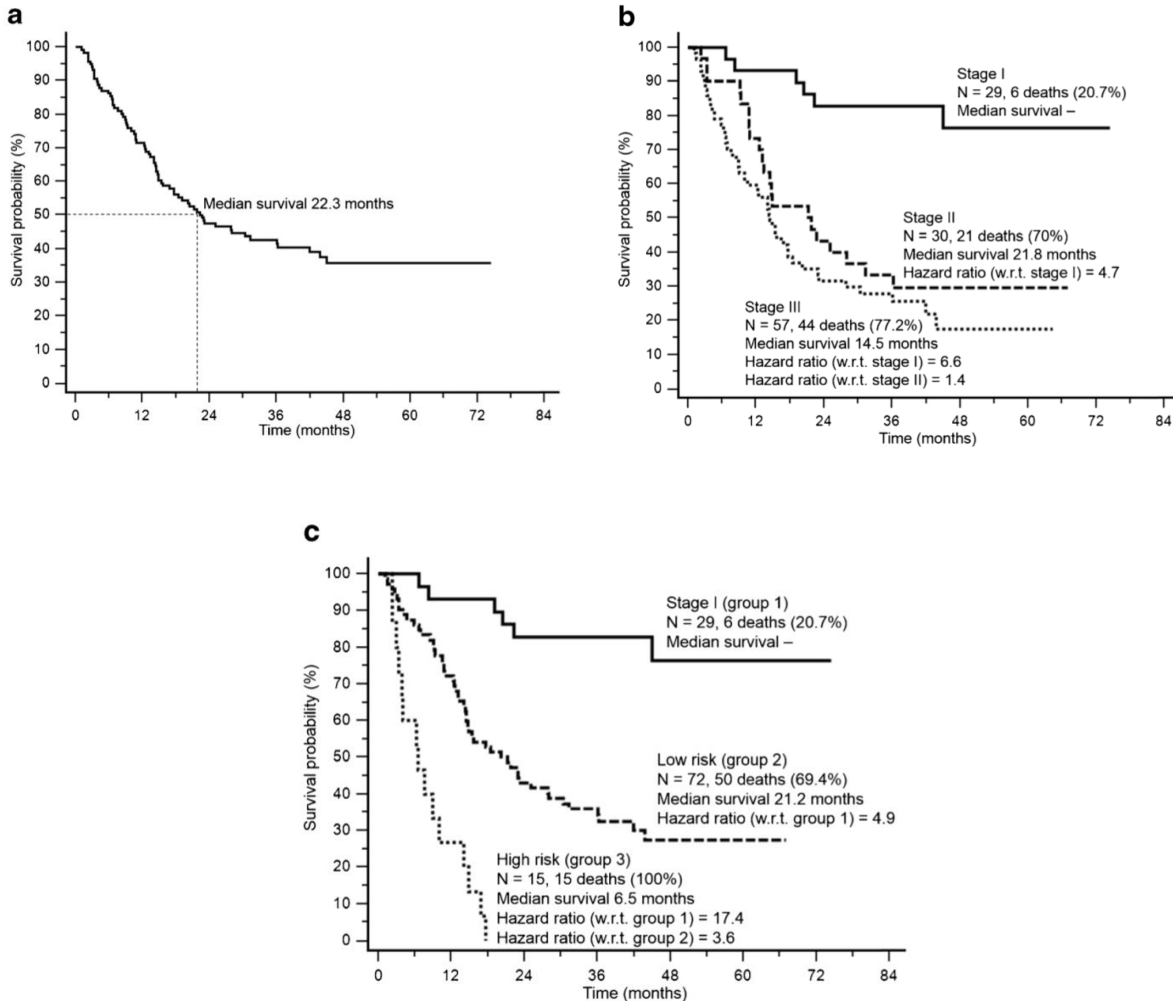 a
Survival probability (%)
100
90
80
70
60
50
40
30
20
10
0
Median survival 22.3 months
0 12 24 36 48 60 72 84
Time (months)
b
Survival probability (%)
100
90
80
70
60
50
40
30
20
10
0
Stage I
N = 29, 6 deaths (20.7%)
Median survival –
Stage II
N = 30, 21 deaths (70%)
Median survival 21.8 months
Hazard ratio (w.r.t. stage I) = 4.7
Stage III
N = 57, 44 deaths (77.2%)
Median survival 14.5 months
Hazard ratio (w.r.t. stage I) = 6.6
Hazard ratio (w.r.t. stage II) = 1.4
0 12 24 36 48 60 72 84
Time (months)
c
Survival probability (%)
100
90
80
70
60
50
40
30
20
10
0
Stage I (group 1)
N = 29, 6 deaths (20.7%)
Median survival –
Low risk (group 2)
N = 72, 50 deaths (69.4%)
Median survival 21.2 months
Hazard ratio (w.r.t. group 1) = 4.9
High risk (group 3)
N = 15, 15 deaths (100%)
Median survival 6.5 months
Hazard ratio (w.r.t. group 1) = 17.4
Hazard ratio (w.r.t. group 2) = 3.6
0 12 24 36 48 60 72 84
Time (months)